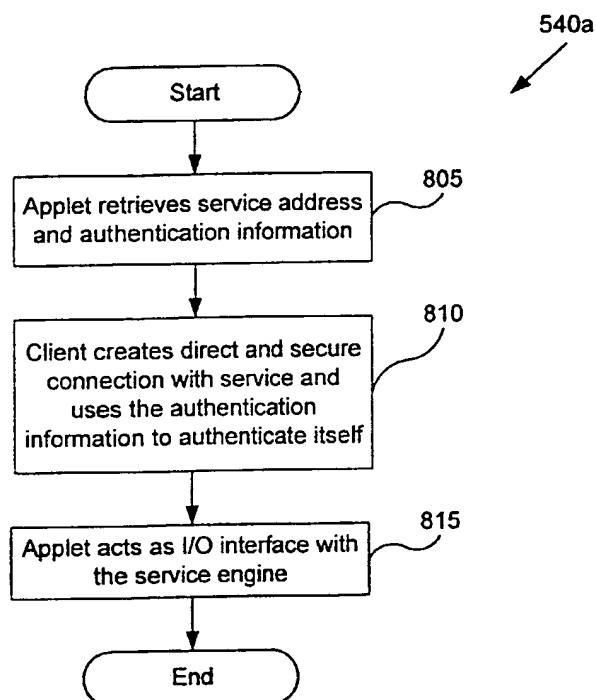 540a
Start
805
Applet retrieves service address
and authentication information
810
Client creates direct and secure
connection with service and
uses the authentication
information to authenticate itself
815
Applet acts as I/O interface with
the service engine
End